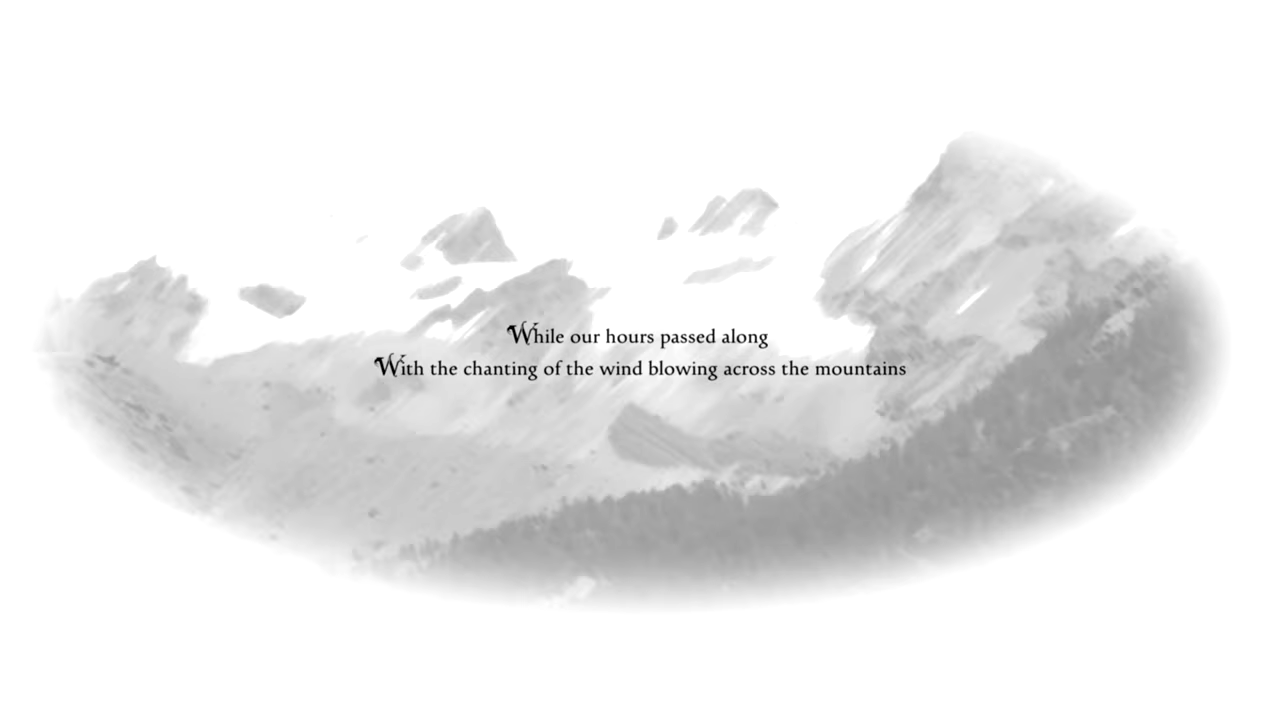 While our hours passed along
With the chanting of the wind blowing across the mountains